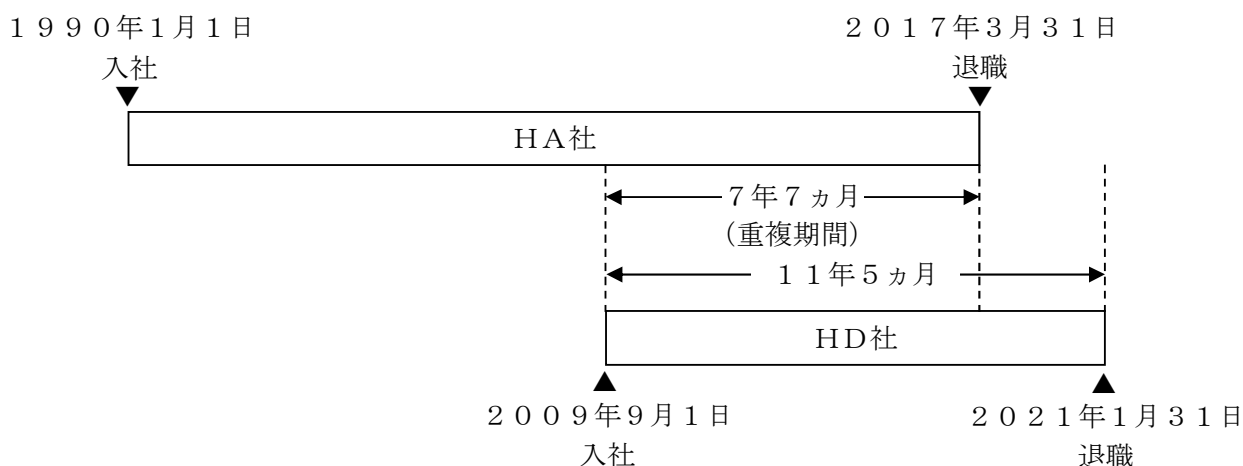 １９９０年１月１日
入社
２０１７年３月３１日
退職
ＨＡ社
７年７ヵ月
（重複期間）
１１年５ヵ月
ＨＤ社
２００９年９月１日
入社
２０２１年１月３１日
退職